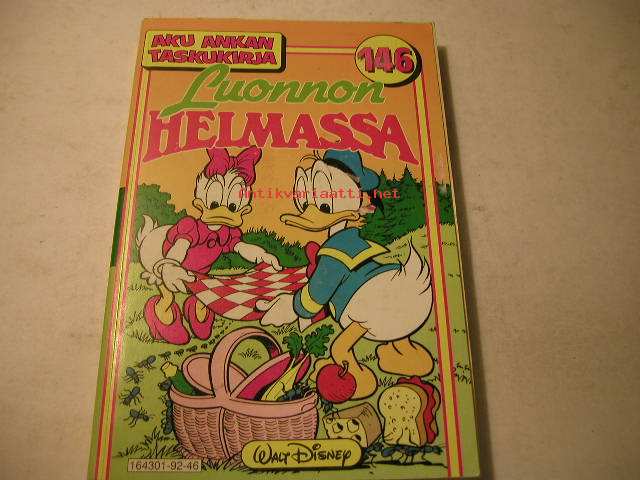 AKU ANKAN
TASKUKIRJA
146
Luonnon
HELMASSA
Antikvariaatti.net
WALT DISNEY
164301-92-46